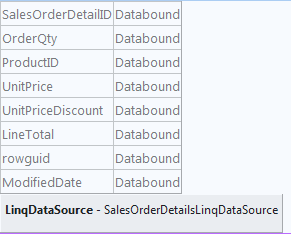 SalesOrderDetailID Databound
OrderQty Databound
ProductID Databound
UnitPrice Databound
UnitPriceDiscount Databound
LineTotal Databound
rowguid Databound
ModifiedDate Databound
LinqDataSource - SalesOrderDetailsLinqDataSource